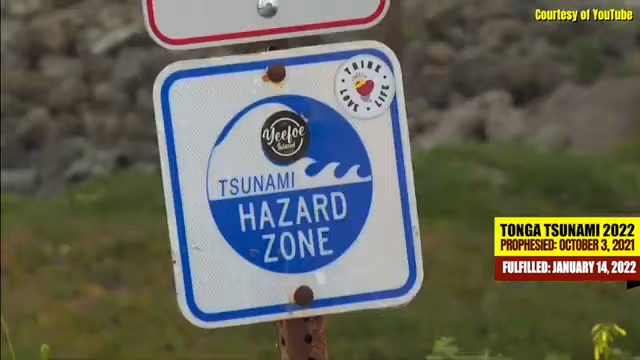 Courtesy of YouTube
THINK
LOVE
LIFE
Yeefoe
TSUNAMI
HAZARD
ZONE
TONGA TSUNAMI 2022
PROPHESIED: OCTOBER 3, 2021
FULFILLED: JANUARY 14, 2022